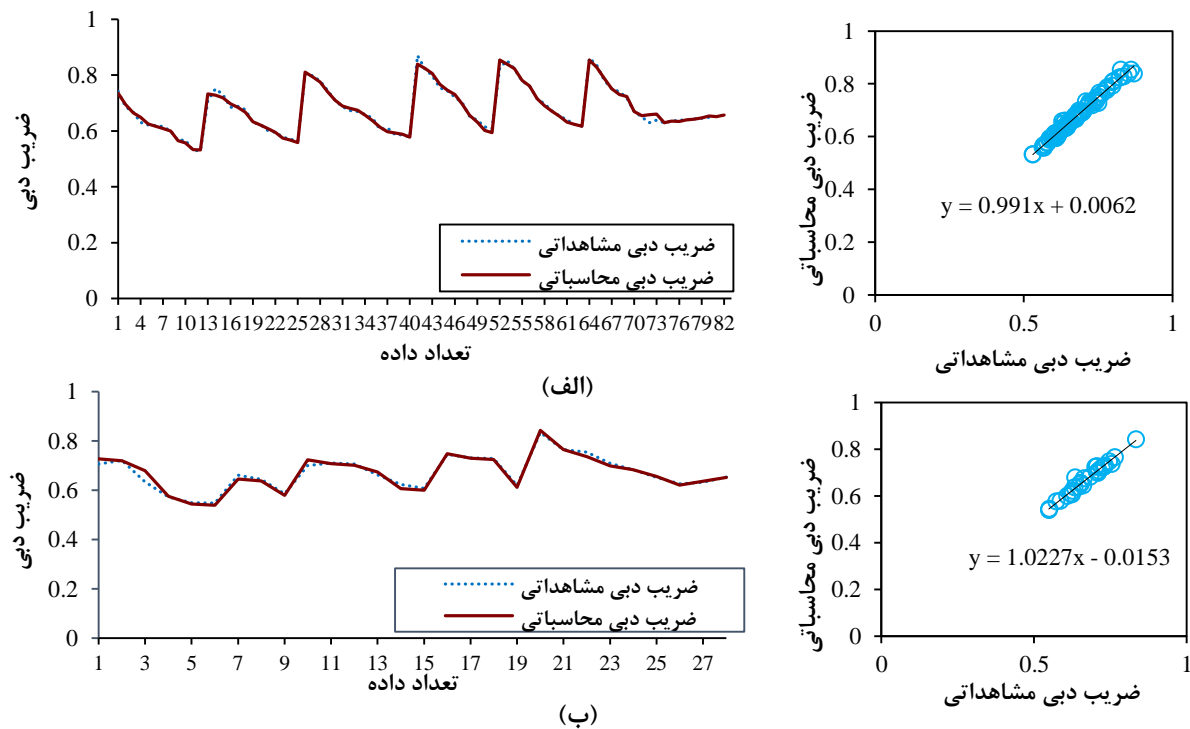 1
0.8
0.6
0.4
0.2
0
ضریب دبی
1 4 7 10 13 16 19 22 25 28 31 34 37 40 43 46 49 52 55 58 61 64 67 70 73 76 79 82
تعداد داده
ضریب دبی مشاهداتی
ضریب دبی محاسباتی
1
0.8
0.6
0.4
0.2
0
ضریب دبی محاسباتی
y = 0.991x + 0.0062
0 0.5 1
ضریب دبی مشاهداتی
(الف)
1
0.8
0.6
0.4
0.2
0
ضریب دبی
1 3 5 7 9 11 13 15 17 19 21 23 25 27
تعداد داده
ضریب دبی مشاهداتی
ضریب دبی محاسباتی
1
0.8
0.6
0.4
0.2
0
ضریب دبی محاسباتی
y = 1.0227x - 0.0153
0 0.5 1
ضریب دبی مشاهداتی
(ب)